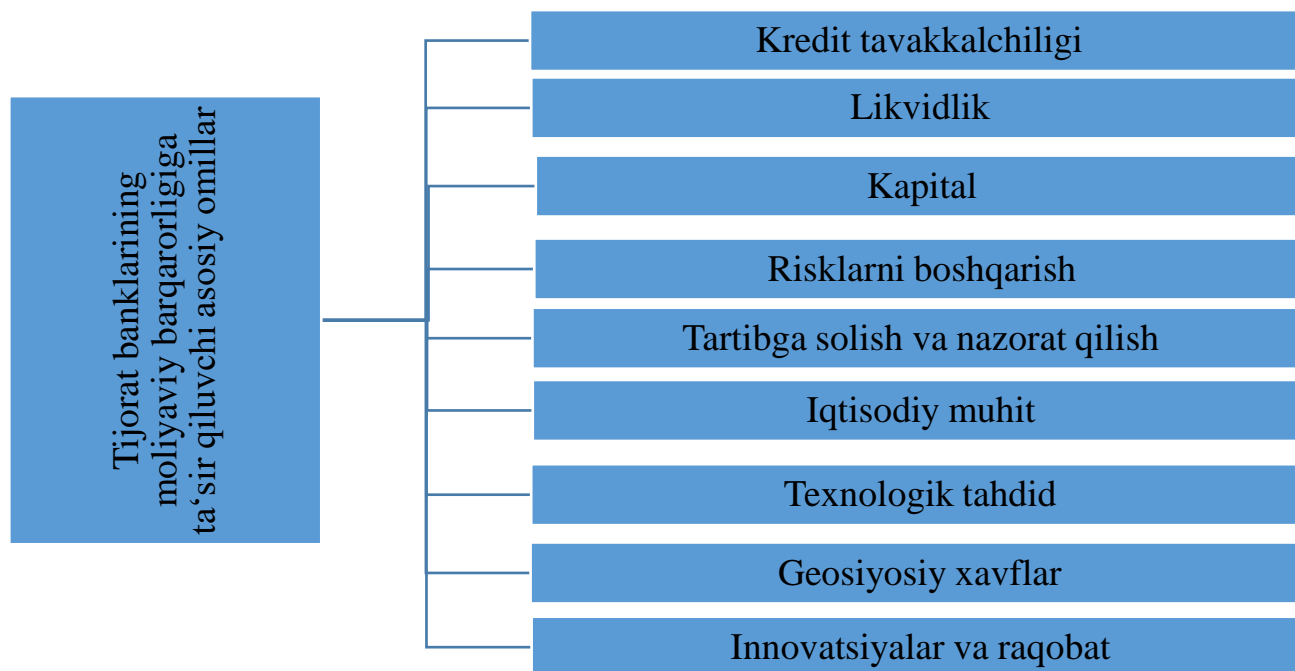 Tijorat banklarining
moliyaviy barqarorligiga
ta‘sir qiluvchi asosiy omillar
Kredit tavakkalchiligi
Likvidlik
Kapital
Risklarni boshqarish
Tartibga solish va nazorat qilish
Iqtisodiy muhit
Texnologik tahdid
Geosiyosiy xavflar
Innovatsiyalar va raqobat